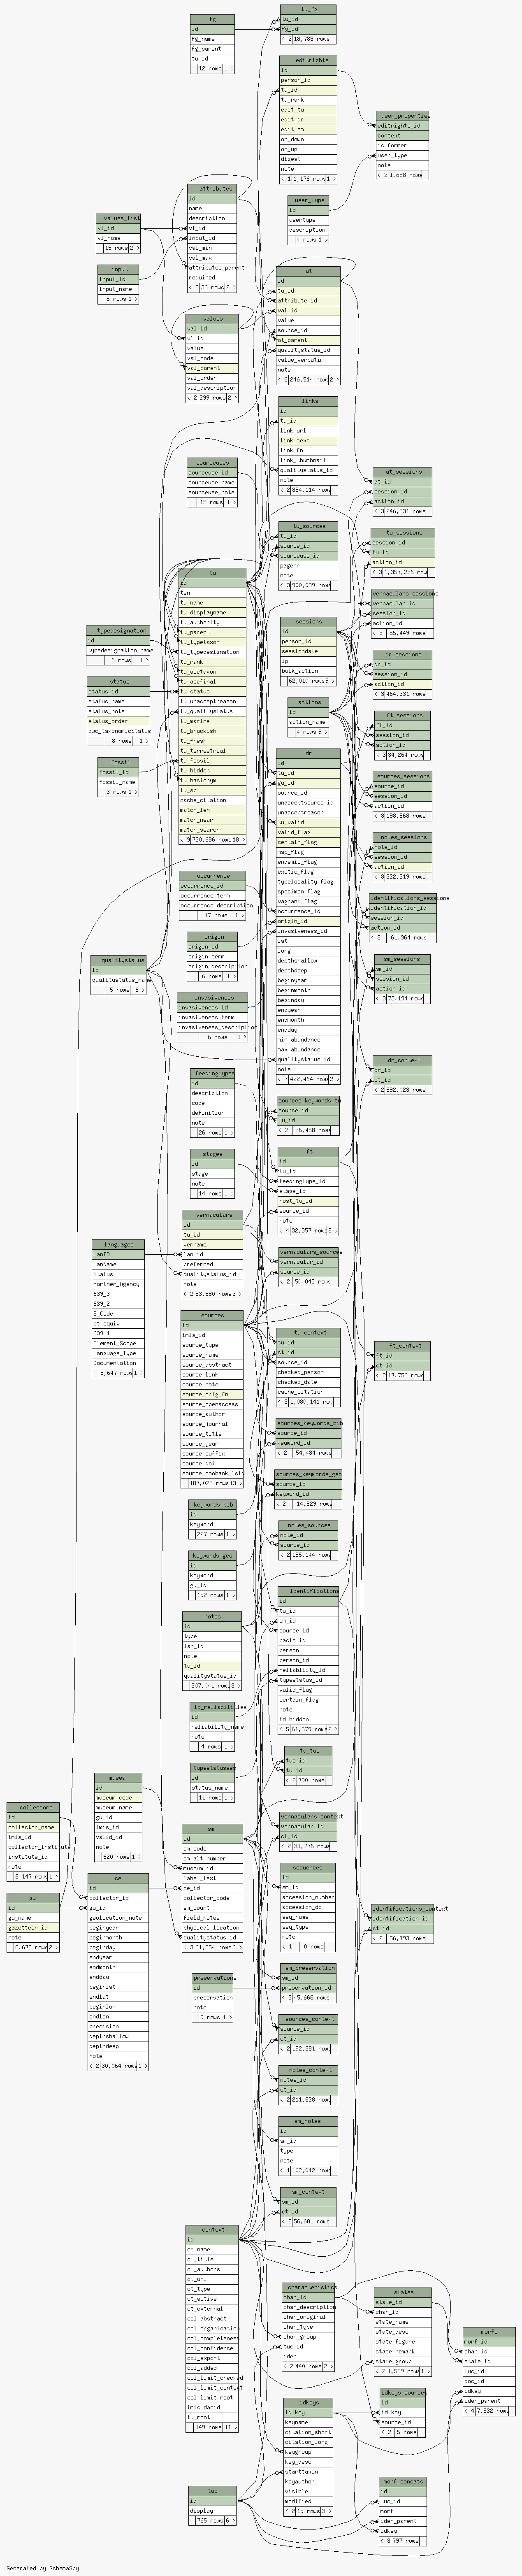 fg
id
fg_name
fg_parent
tu_id
12 rows 1 >
tu_fg
tu_id
fg_id
< 2 18,783 rows
editrights
id
person_id
tu_id
tu_rank
edit_tu
edit_dr
edit_sm
or_down
or_up
digest
note
< 1 1,176 rows 1 >
user_properties
editrights_id
context
is_former
user_type
note
< 2 1,688 rows
user_type
id
usertype
description
4 rows 1 >
attributes
id
name
description
vl_id
input_id
val_min
val_max
attributes_parent
required
< 3 36 rows 2 >
values_list
vl_id
vl_name
15 rows 2 >
input
input_id
input_name
5 rows 1 >
values
val_id
vl_id
value
val_code
val_parent
val_order
val_description
< 2 299 rows 2 >
at
id
tu_id
attribute_id
val_id
value
source_id
at_parent
qualitystatus_id
value_verbatim
note
< 6 246,514 rows 2 >
links
id
tu_id
link_url
link_text
link_fn
link_thumbnail
qualitystatus_id
note
< 2 884,114 rows
sourceuses
sourceuse_id
sourceuse_name
sourceuse_note
15 rows 1 >
at_sessions
at_id
session_id
action_id
< 3 246,531 rows
tu_sources
tu_id
source_id
sourceuse_id
pagenr
note
< 3 900,039 rows
tu_sessions
session_id
tu_id
action_id
< 3 1,357,236 row
tu
id
tsn
tu_name
tu_displayname
tu_authority
tu_parent
tu_typetaxon
tu_typedesignation
tu_rank
tu_acctaxon
tu_accfinal
tu_status
tu_unacceptreason
tu_qualitystatus
tu_marine
tu_brackish
tu_fresh
tu_terrestrial
tu_fossil
tu_hidden
tu_basionym
tu_sp
cache_citation
match_len
match_near
match_search
< 9 730,686 rows 18 >
vernaculars_sessions
vernacular_id
session_id
action_id
< 3 55,449 rows
sessions
id
person_id
sessiondate
ip
bulk_action
62,010 rows 9 >
typedesignation
id
typedesignation_name
6 rows 1 >
status
status_id
status_name
status_note
status_order
dwc_taxonomicStatus
8 rows 1 >
fossil
fossil_id
fossil_name
3 rows 1 >
dr_sessions
dr_id
session_id
action_id
< 3 464,331 rows
actions
id
action_name
4 rows 9 >
ft_sessions
ft_id
session_id
action_id
< 3 34,264 rows
dr
id
tu_id
gu_id
source_id
unacceptsource_id
unacceptreason
tu_valid
valid_flag
certain_flag
map_flag
endemic_flag
exotic_flag
typelocality_flag
specimen_flag
vagrant_flag
occurrence_id
origin_id
invasiveness_id
lat
long
depthshallow
depthdeep
beginyear
beginmonth
beginday
endyear
endmonth
endday
min_abundance
max_abundance
qualitystatus_id
note
< 7 422,464 rows 2 >
sources_sessions
source_id
session_id
action_id
< 3 198,868 rows
notes_sessions
note_id
session_id
action_id
< 3 222,319 rows
occurrence
occurrence_id
occurrence_term
occurrence_description
17 rows 1 >
identifications_sessions
identification_id
session_id
action_id
< 3 61,964 rows
origin
origin_id
origin_term
origin_description
6 rows 1 >
qualitystatus
id
qualitystatus_name
5 rows 6 >
sm_sessions
sm_id
session_id
action_id
< 3 73,194 rows
invasiveness
invasiveness_id
invasiveness_term
invasiveness_description
6 rows 1 >
dr_context
dr_id
ct_id
< 2 592,023 rows
feedingtypes
id
description
code
definition
note
26 rows 1 >
sources_keywords_tu
source_id
tu_id
< 2 36,458 rows
stages
id
stage
note
14 rows 1 >
ft
id
tu_id
feedingtype_id
stage_id
host_tu_id
source_id
note
< 4 32,357 rows 2 >
vernaculars
id
tu_id
vername
lan_id
preferred
qualitystatus_id
note
< 2 53,580 rows 3 >
languages
LanID
LanName
Status
Partner_Agency
639_3
639_2
B_Code
bt_equiv
639_1
Element_Scope
Language_Type
Documentation
8,647 rows 1 >
vernaculars_sources
vernacular_id
source_id
< 2 50,043 rows
sources
id
imis_id
source_type
source_name
source_abstract
source_link
source_note
source_orig_fn
source_openaccess
source_author
source_journal
source_title
source_year
source_suffix
source_doi
source_zoobank_lsid
187,028 rows 13 >
tu_context
tu_id
ct_id
source_id
checked_person
checked_date
cache_citation
< 3 1,080,141 row
ft_context
ft_id
ct_id
< 2 17,756 rows
sources_keywords_bib
source_id
keyword_id
< 2 54,434 rows
sources_keywords_geo
source_id
keyword_id
< 2 14,529 rows
keywords_bib
id
keyword
227 rows 1 >
notes_sources
note_id
source_id
< 2 185,144 rows
keywords_geo
id
keyword
gu_id
192 rows 1 >
identifications
id
tu_id
sm_id
source_id
basis_id
person
person_id
reliability_id
typestatus_id
valid_flag
certain_flag
note
id_hidden
< 5 61,679 rows 2 >
notes
id
type
lan_id
note
tu_id
qualitystatus_id
207,041 rows 3 >
id_reliabilities
id
reliability_name
note
4 rows 1 >
tu_tuc
tuc_id
tu_id
< 2 790 rows
typestatusses
id
status_name
11 rows 1 >
musea
id
museum_code
museum_name
gu_id
imis_id
valid_id
note
620 rows 1 >
collectors
id
collector_name
imis_id
collector_institute
institute_id
note
2,147 rows 1 >
vernaculars_context
vernacular_id
ct_id
< 2 31,776 rows
sm
id
sm_code
sm_alt_number
museum_id
label_text
ce_id
collector_code
sm_count
field_notes
physical_location
qualitystatus_id
< 3 61,554 rows 6 >
sequences
id
sm_id
accession_number
accession_db
seq_name
seq_type
note
< 1 0 rows
ce
id
collector_id
gu_id
geolocation_note
beginyear
beginmonth
beginday
endyear
endmonth
endday
beginlat
endlat
beginlon
endlon
precision
depthshallow
depthdeep
note
< 2 30,064 rows 1 >
gu
id
gu_name
gazetteer_id
note
8,673 rows 2 >
identifications_context
identification_id
ct_id
< 2 56,793 rows
sm_preservation
sm_id
preservation_id
< 2 45,666 rows
preservations
id
preservation
note
9 rows 1 >
sources_context
source_id
ct_id
< 2 192,381 rows
notes_context
notes_id
ct_id
< 2 211,828 rows
sm_notes
id
sm_id
type
note
< 1 102,012 rows
sm_context
sm_id
ct_id
< 2 56,681 rows
context
id
ct_name
ct_title
ct_authors
ct_url
ct_type
ct_active
ct_external
col_abstract
col_organisation
col_completeness
col_confidence
col_export
col_added
col_limit_checked
col_limit_context
col_limit_root
imis_dasid
tu_root
149 rows 11 >
characteristics
char_id
char_description
char_original
char_type
char_group
tuc_id
iden
< 2 440 rows 2 >
states
state_id
char_id
state_name
state_desc
state_figure
state_remark
state_group
< 2 1,539 rows 1 >
morfo
morf_id
char_id
state_id
tuc_id
doc_id
idkey
iden_parent
< 4 7,832 rows
idkeys_sources
id
id_key
source_id
< 2 5 rows
idkeys
id_key
keyname
citation_short
citation_long
keygroup
key_desc
starttaxon
keyauthor
visible
modified
< 2 19 rows 3 >
morf_concats
id
tuc_id
morf
iden_parent
idkey
< 3 797 rows
tuc
id
display
765 rows 6 >
Generated by SchemaSpy